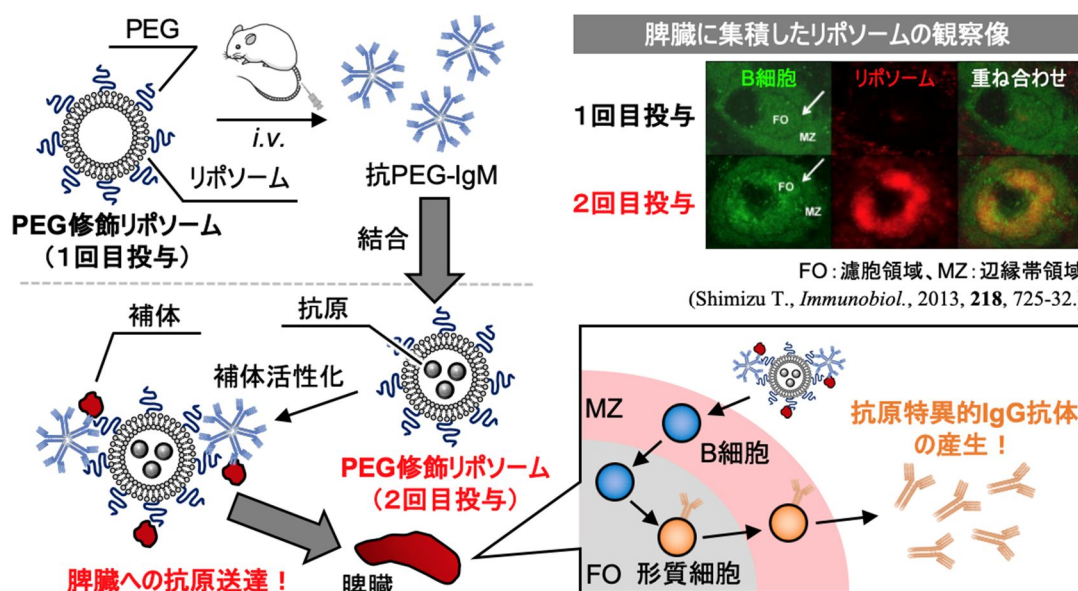 PEG
i.v.
リポソーム
PEG修飾リポソーム
（1回目投与）
抗PEG-IgM
結合
補体
抗原
補体活性化
PEG修飾リポソーム
（2回目投与）
脾臓への抗原送達！
脾臓
脾臓に集積したリポソームの観察像
B細胞
リポソーム
重ね合わせ
1回目投与
FO
MZ
2回目投与
FO
MZ
FO：濾胞領域、MZ：辺縁帯領域
(Shimizu T., Immunobiol., 2013, 218, 725-32.
MZ
B細胞
FO 形質細胞
抗原特異的IgG抗体
の産生！